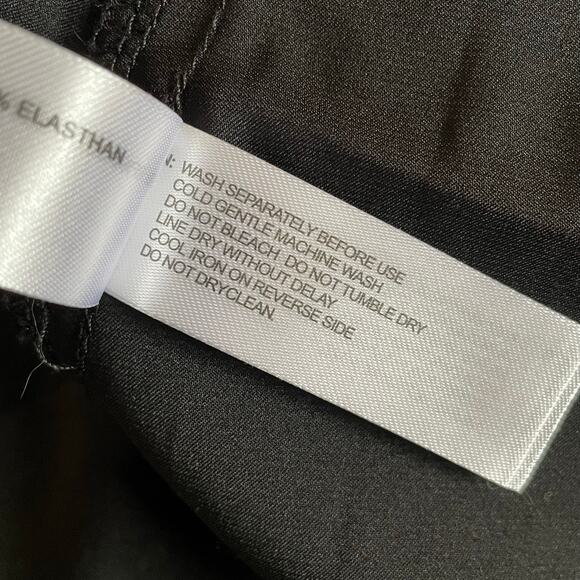 % ELASTHAN
N: WASH SEPARATELY BEFORE USE
COLD GENTLE MACHINE WASH
DO NOT BLEACH. DO NOT TUMBLE DRY
LINE DRY WITHOUT DELAY.
COOL IRON ON REVERSE SIDE
DO NOT DRYCLEAN.